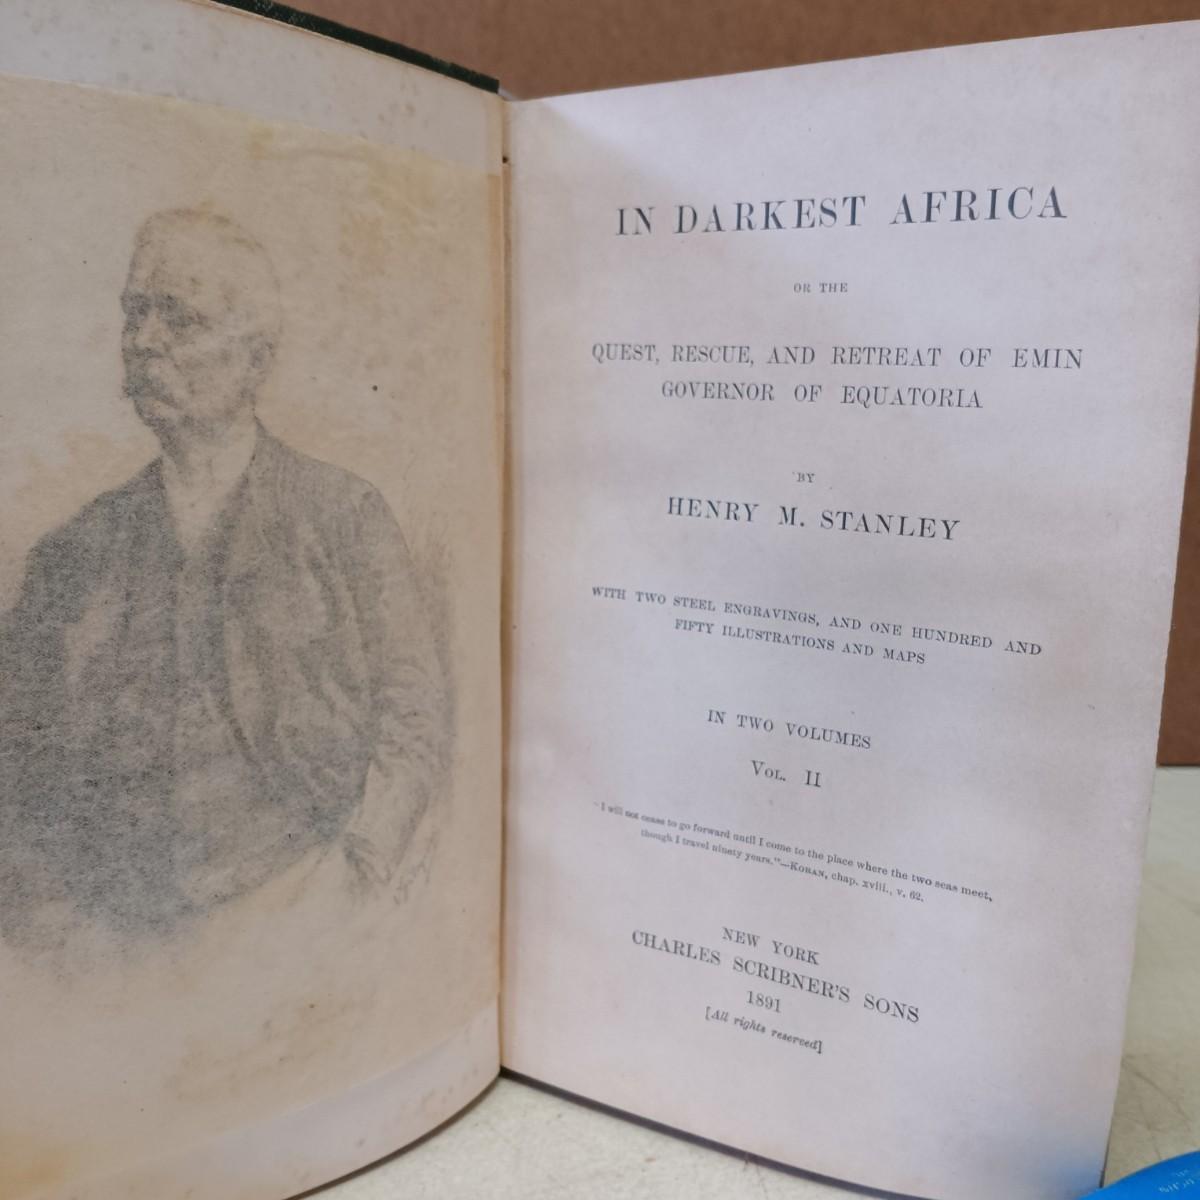 IN DARKEST AFRICA
OR THE
QUEST, RESCUE, AND RETREAT OF EMIN
GOVERNOR OF EQUATORIA
BY
HENRY M. STANLEY
WITH TWO STEEL ENGRAVINGS, AND ONE HUNDRED AND
FIFTY ILLUSTRATIONS AND MAPS
IN TWO VOLUMES
VOL. II
"I will not cease to go forward until I come to the place where the two seas meet,
though I travel ninety years."—KORAN, chap. xviii., v. 62.
NEW YORK
CHARLES SCRIBNER'S SONS
1891
[All rights reserved]